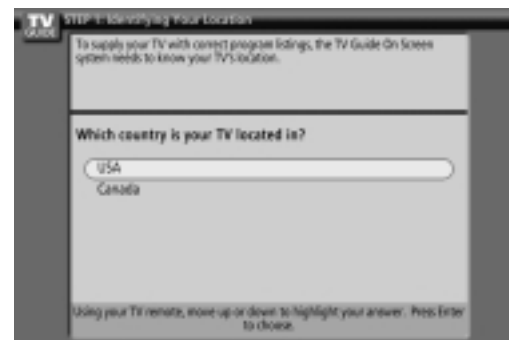 TV
GUIDE
STEP 1: Identifying Your Location
To supply your TV with correct program listings, the TV Guide On Screen
system needs to know your TV's location.
Which country is your TV located in?
USA
Canada
Using your TV remote, move up or down to highlight your answer. Press Enter
to choose.